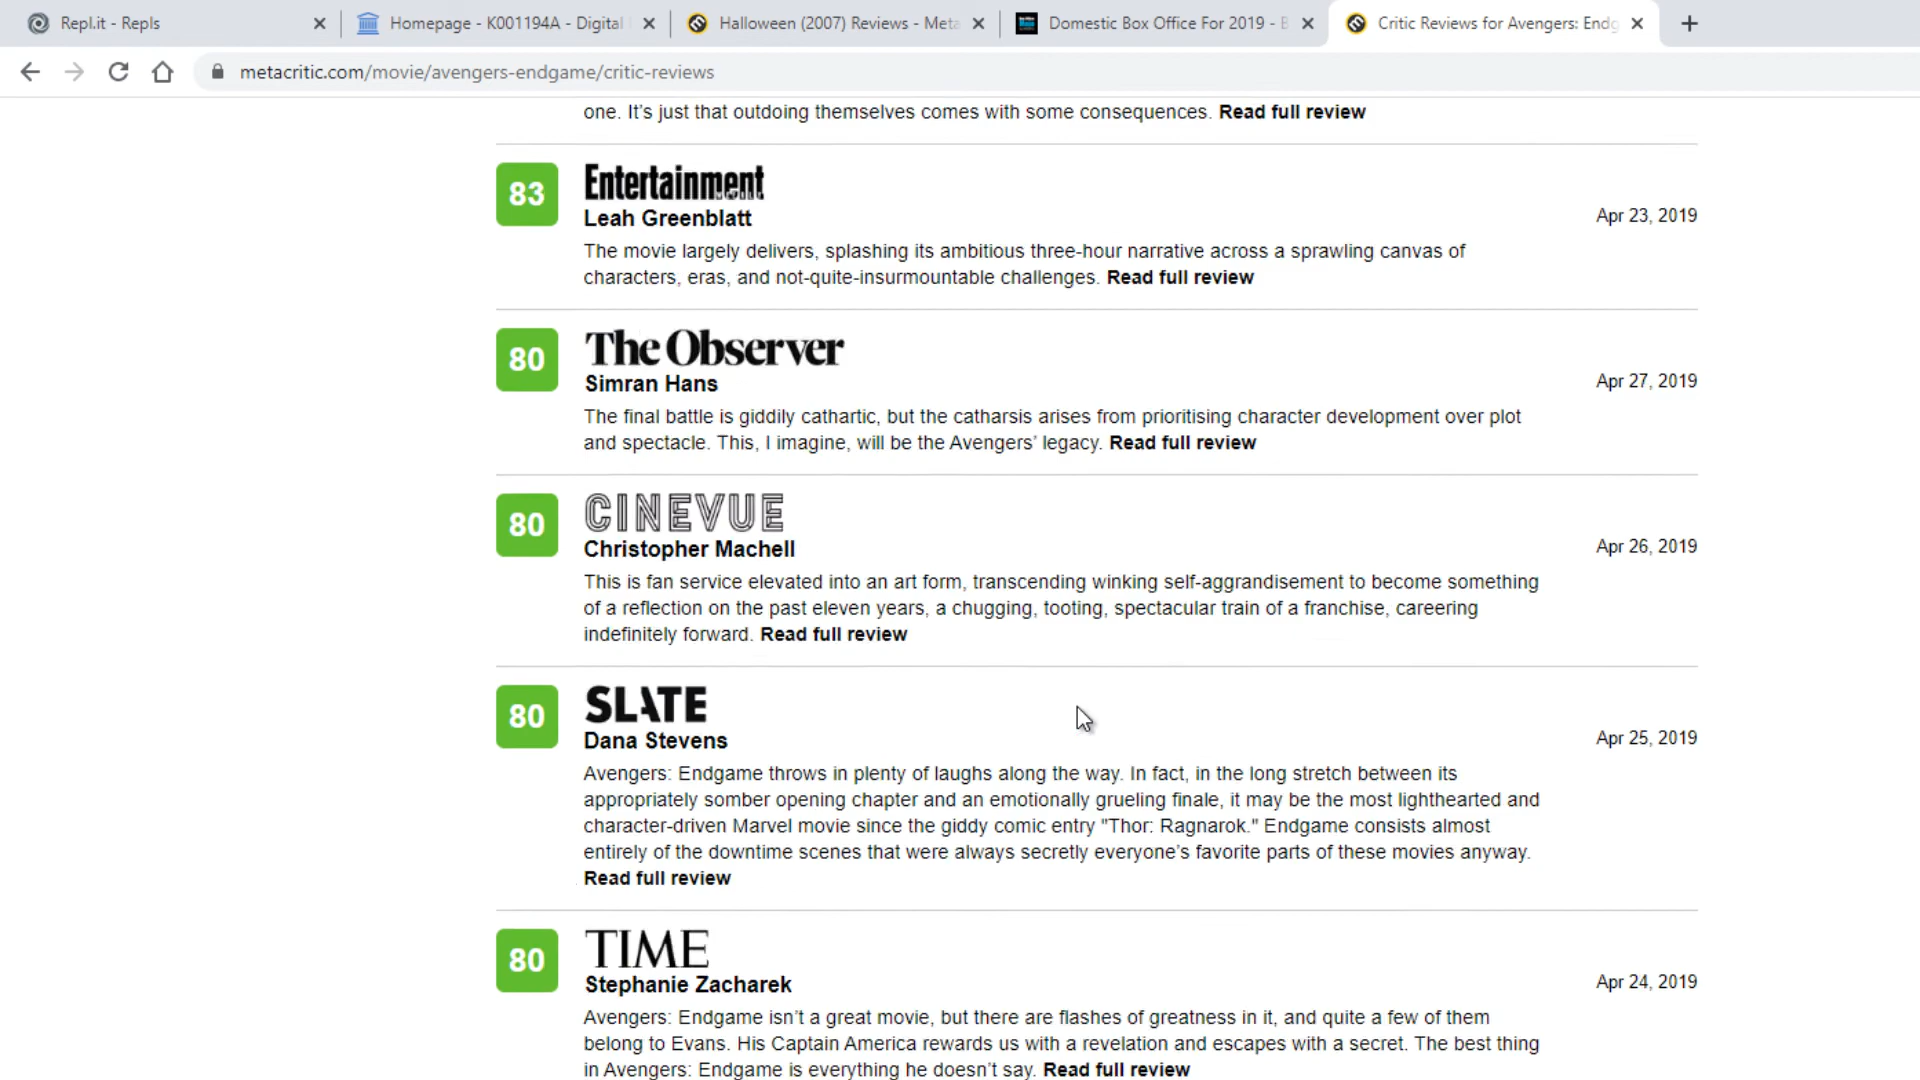 Repl.it - Repls
Homepage - K001194A - Digital
Halloween (2007) Reviews - Meta
Domestic Box Office For 2019 - B
Critic Reviews for Avengers: Endg
metacritic.com/movie/avengers-endgame/critic-reviews
one. It's just that outdoing themselves comes with some consequences. Read full review
83
Entertainment
Leah Greenblatt
Apr 23, 2019
The movie largely delivers, splashing its ambitious three-hour narrative across a sprawling canvas of
characters, eras, and not-quite-insurmountable challenges. Read full review
80
The Observer
Simran Hans
Apr 27, 2019
The final battle is giddily cathartic, but the catharsis arises from prioritising character development over plot
and spectacle. This, I imagine, will be the Avengers’ legacy. Read full review
80
CINEVUE
Christopher Machell
Apr 26, 2019
This is fan service elevated into an art form, transcending winking self-aggrandisement to become something
of a reflection on the past eleven years, a chugging, tooting, spectacular train of a franchise, careering
indefinitely forward. Read full review
80
SLATE
Dana Stevens
Apr 25, 2019
Avengers: Endgame throws in plenty of laughs along the way. In fact, in the long stretch between its
appropriately somber opening chapter and an emotionally grueling finale, it may be the most lighthearted and
character-driven Marvel movie since the giddy comic entry "Thor: Ragnarok." Endgame consists almost
entirely of the downtime scenes that were always secretly everyone’s favorite parts of these movies anyway.
Read full review
80
TIME
Stephanie Zacharek
Apr 24, 2019
Avengers: Endgame isn’t a great movie, but there are flashes of greatness in it, and quite a few of them
belong to Evans. His Captain America rewards us with a revelation and escapes with a secret. The best thing
in Avengers: Endgame is everything he doesn’t say. Read full review